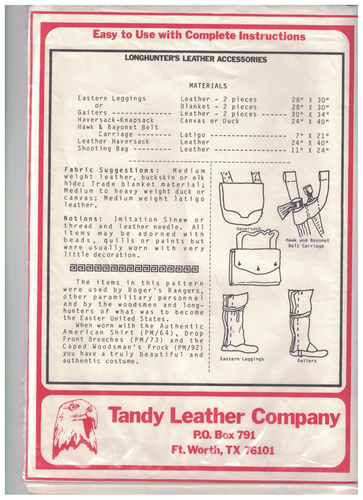 Easy to Use with Complete Instructions
LONGHUNTER'S LEATHER ACCESSORIES
MATERIALS
Eastern Leggings Leather - 2 pieces 28" X 30"
or Blanket - 2 pieces 28" X 30"
Gaiters -------------- Leather - 2 pieces ----- 30" X 34"
Haversack-Knapsack Canvas or Duck 24" X 40"
Hawk & Bayonet Belt
Carriage ----------- Latigo ----------------- 7" X 21"
Leather Haversack Leather 24" X 40"
Shooting Bag --------- Leather ---------------- 11" X 24"
Fabric Suggestions: Medium
weight leather, buckskin or elk
hide; Trade blanket material;
Medium to heavy weight duck or
canvas; Medium weight latigo
leather.
Notions: Imitation Sinew or
thread and leather needle. All
items may be adorned with
beads, quills or paints but
were usually worn with very
little decoration.
The items in this pattern
were used by Roger's Rangers,
other paramilitary personnel
and by the woodsmen and long-
hunters of what was to become
the Easter United States.
When worn with the Authentic
American Shirt (PM/64), Drop
Front Breeches (PM/73) and the
Caped Woodsman's Frock (PM/92)
you have a truly beautiful and
authentic costume.
Haversack
Hawk and Bayonet
Belt Carriage
Eastern Leggings
Gaiters
Tandy Leather Company
P.O. Box 791
Ft. Worth, TX 76101